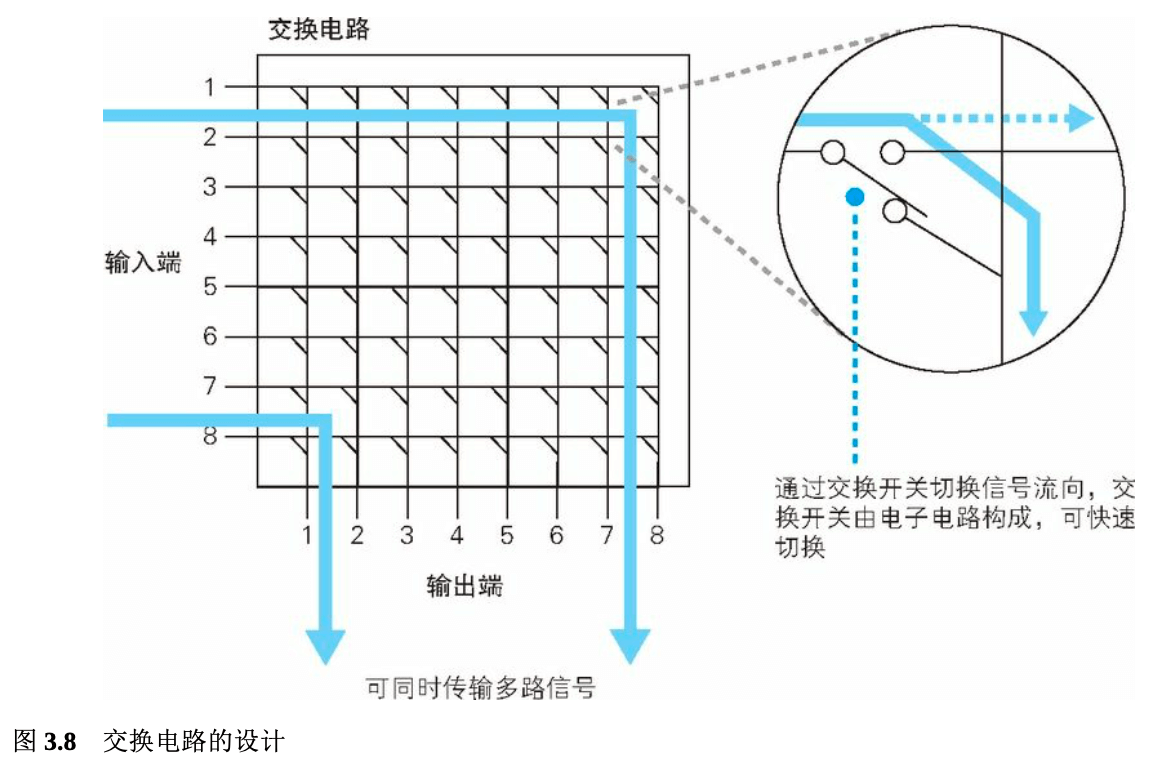 交换电路
1
2
3
4
输入端
5
6
7
8
1 2 3 4 5 6 7 8
输出端
可同时传输多路信号
通过交换开关切换信号流向，交
换开关由电子电路构成，可快速
切换
图 3.8 交换电路的设计